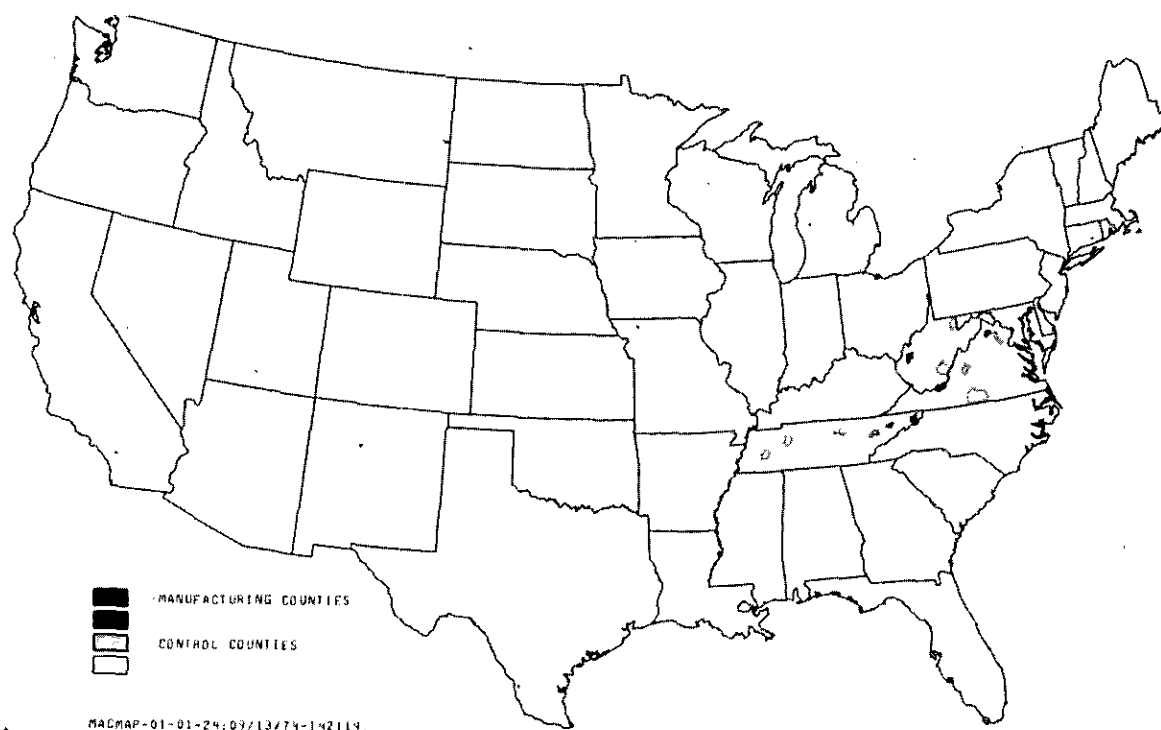 MANUFACTURING COUNTIES
CONTROL COUNTIES
MACMAP-01-01-24:09/13/79-142119